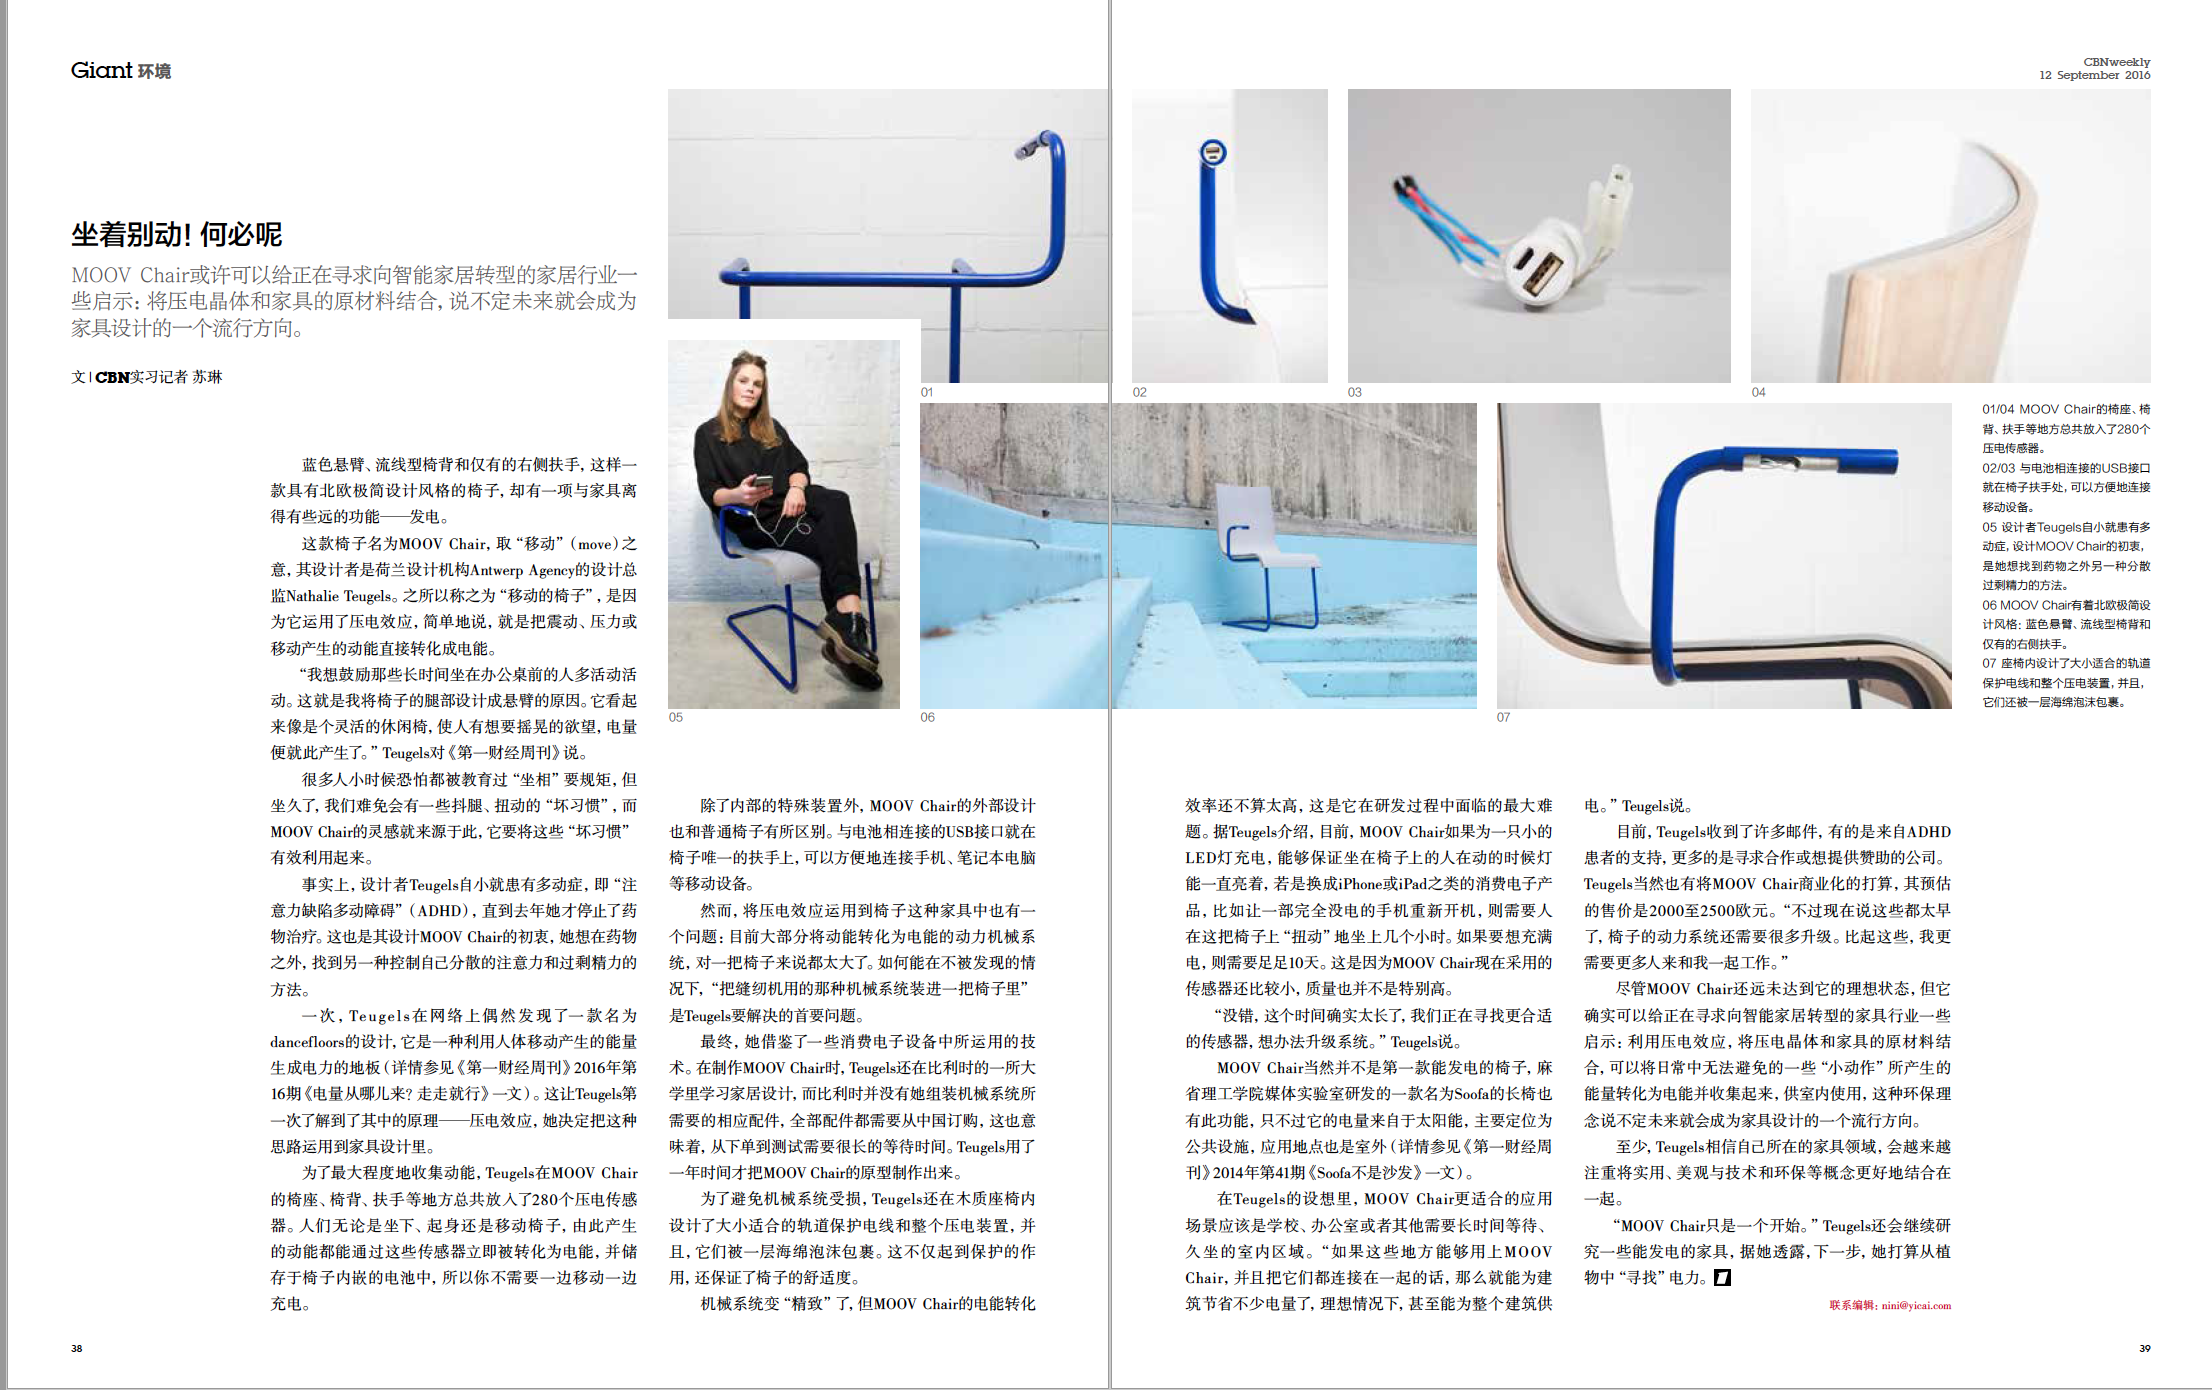 Giant 环境
CBNweekly
12 September 2016
坐着别动！何必呢
MOOV Chair或许可以给正在寻求向智能家居转型的家居行业一
些启示：将压电晶体和家具的原材料结合，说不定未来就会成为
家具设计的一个流行方向。
文 | CBN实习记者 苏琳
01
02
03
04
05
06
07
01/04 MOOV Chair的椅座、椅
背、扶手等地方总共放入了280个
压电传感器。
02/03 与电池相连接的USB接口
就在椅子扶手处，可以方便地连接
移动设备。
05 设计者Teugels自小就患有多
动症，设计MOOV Chair的初衷，
是她想找到药物之外另一种分散
过剩精力的方法。
06 MOOV Chair有着北欧极简设
计风格：蓝色悬臂、流线型椅背和
仅有的右侧扶手。
07 座椅内设计了大小适合的轨道
保护电线和整个压电装置，并且，
它们还被一层海绵泡沫包裹。
蓝色悬臂、流线型椅背和仅有的右侧扶手，这样一
款具有北欧极简设计风格的椅子，却有一项与家具离
得有些远的功能——发电。
这款椅子名为MOOV Chair，取“移动”（move）之
意，其设计者是荷兰设计机构Antwerp Agency的设计总
监Nathalie Teugels。之所以称之为“移动的椅子”，是因
为它运用了压电效应，简单地说，就是把震动、压力或
移动产生的动能直接转化成电能。
“我想鼓励那些长时间坐在办公桌前的人多活动活
动。这就是我将椅子的腿部设计成悬臂的原因。它看起
来像是个灵活的休闲椅，使人有想要摇晃的欲望，电量
便就此产生了。”Teugels对《第一财经周刊》说。
很多人小时候恐怕都被教育过“坐相”要规矩，但
坐久了，我们难免会有一些抖腿、扭动的“坏习惯”，而
MOOV Chair的灵感就来源于此，它要将这些“坏习惯”
有效利用起来。
事实上，设计者Teugels自小就患有多动症，即“注
意力缺陷多动障碍”（ADHD），直到去年她才停止了药
物治疗。这也是其设计MOOV Chair的初衷，她想在药物
之外，找到另一种控制自己分散的注意力和过剩精力的
方法。
一次，Teugels在网络上偶然发现了一款名为
dancefloors的设计，它是一种利用人体移动产生的能量
生成电力的地板（详情参见《第一财经周刊》2016年第
16期《电量从哪儿来？走走就行》一文）。这让Teugels第
一次了解到了其中的原理——压电效应，她决定把这种
思路运用到家具设计里。
为了最大程度地收集动能，Teugels在MOOV Chair
的椅座、椅背、扶手等地方总共放入了280个压电传感
器。人们无论是坐下、起身还是移动椅子，由此产生
的动能都能通过这些传感器立即被转化为电能，并储
存于椅子内嵌的电池中，所以你不需要一边移动一边
充电。
除了内部的特殊装置外，MOOV Chair的外部设计
也和普通椅子有所区别。与电池相连接的USB接口就在
椅子唯一的扶手上，可以方便地连接手机、笔记本电脑
等移动设备。
然而，将压电效应运用到椅子这种家具中也有一
个问题：目前大部分将动能转化为电能的动力机械系
统，对一把椅子来说都太大了。如何能在不被发现的情
况下，“把缝纫机用的那种机械系统装进一把椅子里”
是Teugels要解决的首要问题。
最终，她借鉴了一些消费电子设备中所运用的技
术。在制作MOOV Chair时，Teugels还在比利时的一所大
学里学习家居设计，而比利时并没有她组装机械系统所
需要的相应配件，全部配件都需要从中国订购，这也意
味着，从下单到测试需要很长的等待时间。Teugels用了
一年时间才把MOOV Chair的原型制作出来。
为了避免机械系统受损，Teugels还在木质座椅内
设计了大小适合的轨道保护电线和整个压电装置，并
且，它们被一层海绵泡沫包裹。这不仅起到保护的作
用，还保证了椅子的舒适度。
机械系统变“精致”了，但MOOV Chair的电能转化
效率还不算太高，这是它在研发过程中面临的最大难
题。据Teugels介绍，目前，MOOV Chair如果为一只小的
LED灯充电，能够保证坐在椅子上的人在动的时候灯
能一直亮着，若是换成iPhone或iPad之类的消费电子产
品，比如让一部完全没电的手机重新开机，则需要人
在这把椅子上“扭动”地坐上几个小时。如果要想充满
电，则需要足足10天。这是因为MOOV Chair现在采用的
传感器还比较小，质量也并不是特别高。
“没错，这个时间确实太长了，我们正在寻找更合适
的传感器，想办法升级系统。”Teugels说。
MOOV Chair当然并不是第一款能发电的椅子，麻
省理工学院媒体实验室研发的一款名为Soofa的长椅也
有此功能，只不过它的电量来自于太阳能，主要定位为
公共设施，应用地点也是室外（详情参见《第一财经周
刊》2014年第41期《Soofa不是沙发》一文）。
在Teugels的设想里，MOOV Chair更适合的应用
场景应该是学校、办公室或者其他需要长时间等待、
久坐的室内区域。“如果这些地方能够用上MOOV
Chair，并且把它们都连接在一起的话，那么就能为建
筑节省不少电量了，理想情况下，甚至能为整个建筑供
电。”Teugels说。
目前，Teugels收到了许多邮件，有的是来自ADHD
患者的支持，更多的是寻求合作或想提供赞助的公司。
Teugels当然也有将MOOV Chair商业化的打算，其预估
的售价是2000至2500欧元。“不过现在说这些都太早
了，椅子的动力系统还需要很多升级。比起这些，我更
需要更多人来和我一起工作。”
尽管MOOV Chair还远未达到它的理想状态，但它
确实可以给正在寻求向智能家居转型的家具行业一些
启示：利用压电效应，将压电晶体和家具的原材料结
合，可以将日常中无法避免的一些“小动作”所产生的
能量转化为电能并收集起来，供室内使用，这种环保理
念说不定未来就会成为家具设计的一个流行方向。
至少，Teugels相信自己所在的家具领域，会越来越
注重将实用、美观与技术和环保等概念更好地结合在
一起。
“MOOV Chair只是一个开始。”Teugels还会继续研
究一些能发电的家具，据她透露，下一步，她打算从植
物中“寻找”电力。
联系编辑：nini@yicai.com
38
39